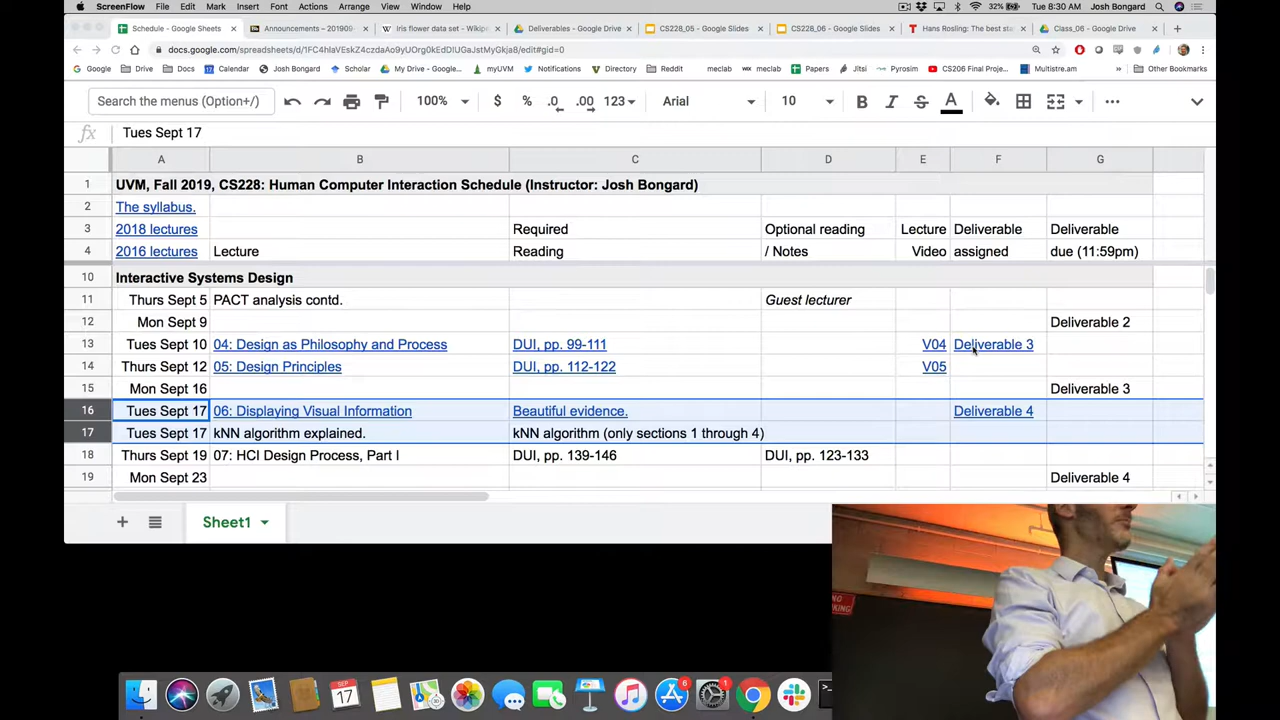 ScreenFlow File Edit Mark Insert Font Actions Arrange View Window Help 32% Tue 8:30 AM Josh Bongard
Schedule - Google Sheets Announcements – 201909 Iris flower data set - Wikip Deliverables - Google Drive CS228_05 - Google Slides CS228_06 - Google Slides Hans Rosling: The best sta Class_06 - Google Drive
docs.google.com/spreadsheets/d/1FC4hlaVEskZ4czdaAo9yUOrg0kEdDlUGaJstMyGkja8/edit#gid=0
Google Drive Docs Calendar Josh Bongard Scholar My Drive - Google... myUVM Notifications Directory Reddit meclab meclab Papers Jitsi Pyrosim CS206 Final Projec... Multistre.am » Other Bookmarks
Search the menus (Option+/) 100% $ % .0 .00 123 Arial 10 B I S A
fx Tues Sept 17
A B C D E F G
1 UVM, Fall 2019, CS228: Human Computer Interaction Schedule (Instructor: Josh Bongard)
2 The syllabus.
3 2018 lectures Required Optional reading Lecture Deliverable Deliverable
4 2016 lectures Lecture Reading / Notes Video assigned due (11:59pm)
10 Interactive Systems Design
11 Thurs Sept 5 PACT analysis contd. Guest lecturer
12 Mon Sept 9 Deliverable 2
13 Tues Sept 10 04: Design as Philosophy and Process DUI, pp. 99-111 V04 Deliverable 3
14 Thurs Sept 12 05: Design Principles DUI, pp. 112-122 V05
15 Mon Sept 16 Deliverable 3
16 Tues Sept 17 06: Displaying Visual Information Beautiful evidence. Deliverable 4
17 Tues Sept 17 kNN algorithm explained. kNN algorithm (only sections 1 through 4)
18 Thurs Sept 19 07: HCI Design Process, Part I DUI, pp. 139-146 DUI, pp. 123-133
19 Mon Sept 23 Deliverable 4
Sheet1
NO
SEP
17
6
1